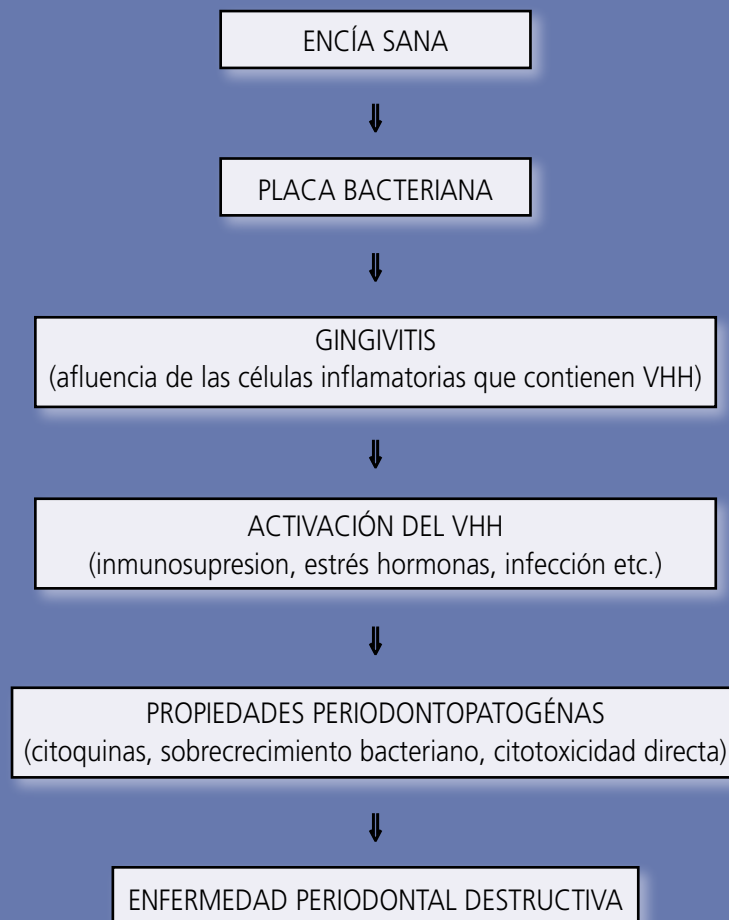 ENCÍA SANA
PLACA BACTERIANA
GINGIVITIS
(afluencia de las células inflamatorias que contienen VHH)
ACTIVACIÓN DEL VHH
(inmunosupresion, estrés hormonas, infección etc.)
PROPIEDADES PERIODONTOPATOGÉNAS
(citoquinas, sobrecrecimiento bacteriano, citotoxicidad directa)
ENFERMEDAD PERIODONTAL DESTRUCTIVA